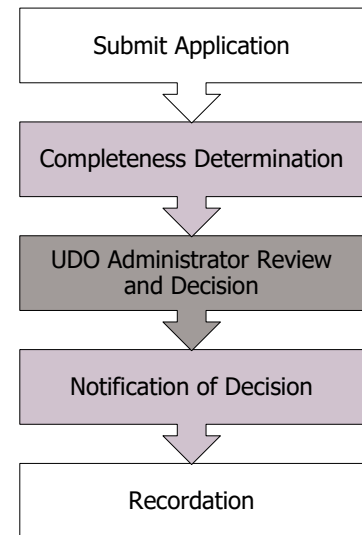 Submit Application
Completeness Determination
UDO Administrator Review
and Decision
Notification of Decision
Recordation